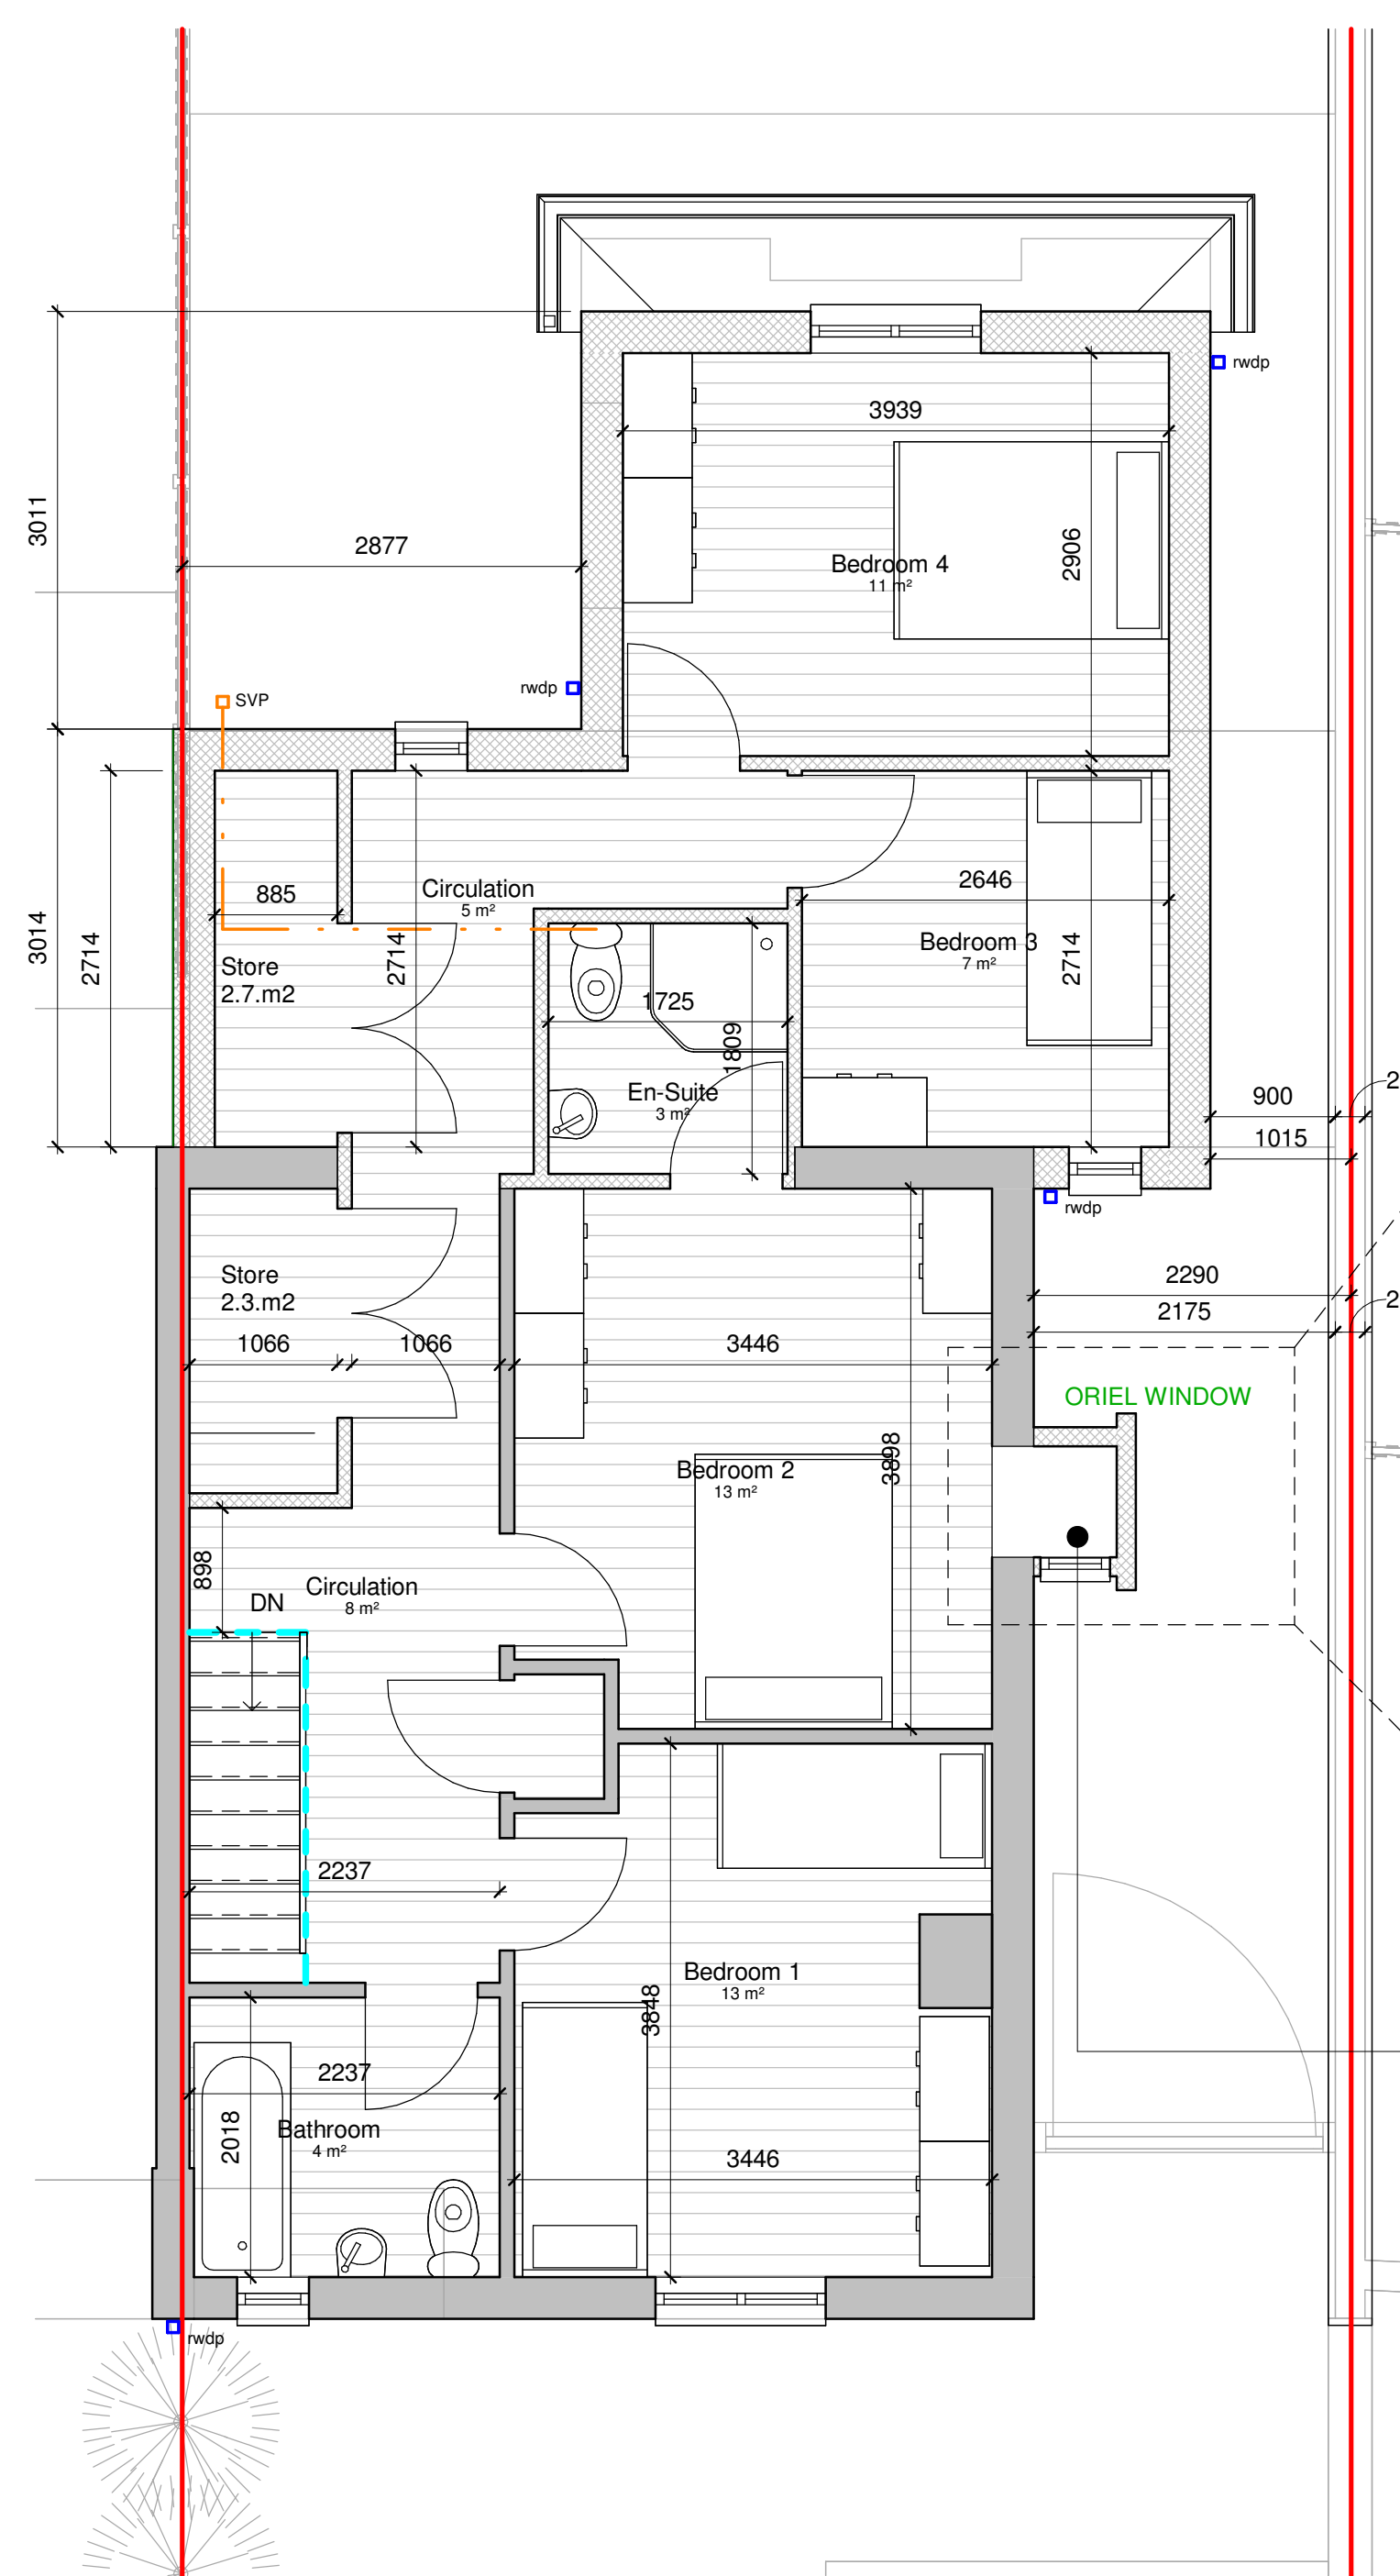 rwdp
3939
3011
2877
2906
Bedroom 4
11 m²
rwdp
SVP
885
Circulation
5 m²
2646
3014
2714
2714
Store
2.7.m2
1725
1809
Bedroom 3
7 m²
2714
En-Suite
3 m²
900
2
1015
rwdp
Store
2.3.m2
2290
2175
2
1066
1066
3446
ORIEL WINDOW
3898
Bedroom 2
13 m²
898
DN
Circulation
8 m²
2237
Bedroom 1
13 m²
3848
2237
2018
Bathroom
4 m²
3446
rwdp